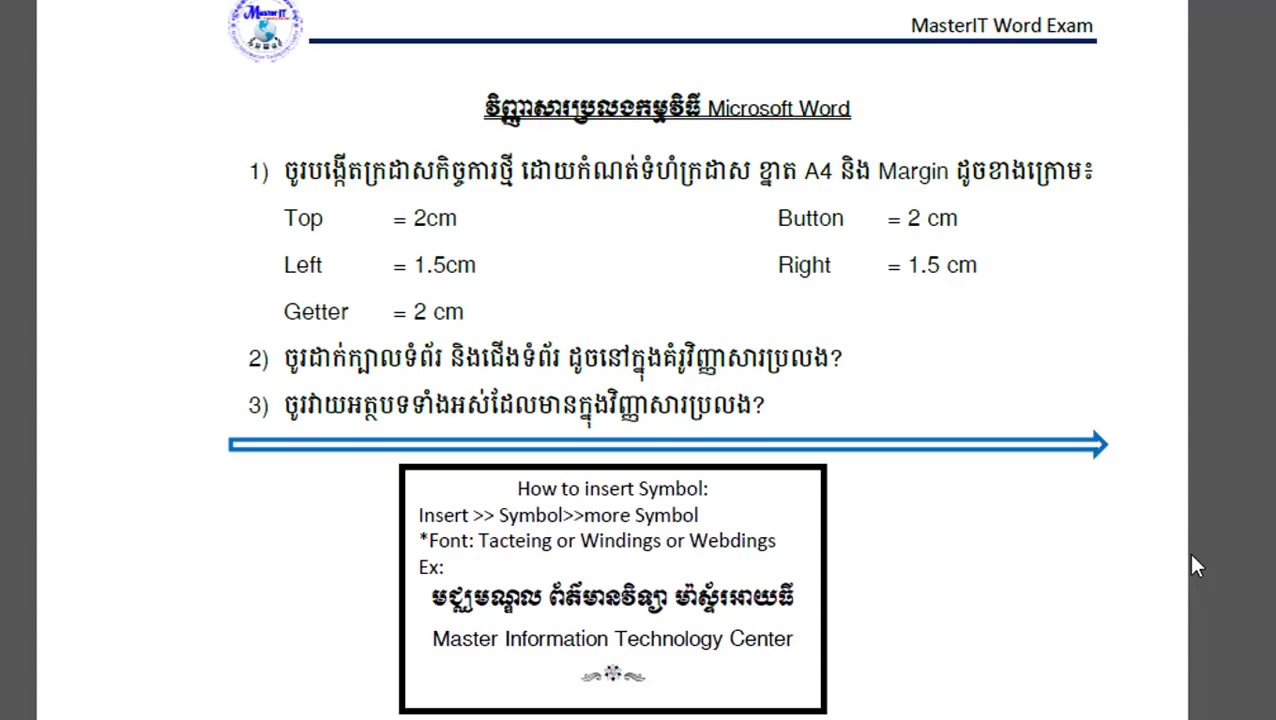 Master IT
MasterIT Word Exam
វិញ្ញាសារប្រលងកម្មវិធី Microsoft Word
1) ចូរបង្កើតក្រដាសកិច្ចការថ្មី ដោយកំណត់ទំហំក្រដាស ខ្នាត A4 និង Margin ដូចខាងក្រោម៖
Top = 2cm Button = 2 cm
Left = 1.5cm Right = 1.5 cm
Getter = 2 cm
2) ចូរដាក់ក្បាលទំព័រ និងជើងទំព័រ ដូចនៅក្នុងគំរូវិញ្ញាសារប្រលង?
3) ចូរវាយអត្ថបទទាំងអស់ដែលមានក្នុងវិញ្ញាសារប្រលង?
How to insert Symbol:
Insert >> Symbol>>more Symbol
*Font: Tacteing or Windings or Webdings
Ex:
មជ្ឈមណ្ឌល ព័ត៌មានវិទ្យា ម៉ាស្ទ័រអាយធី
Master Information Technology Center